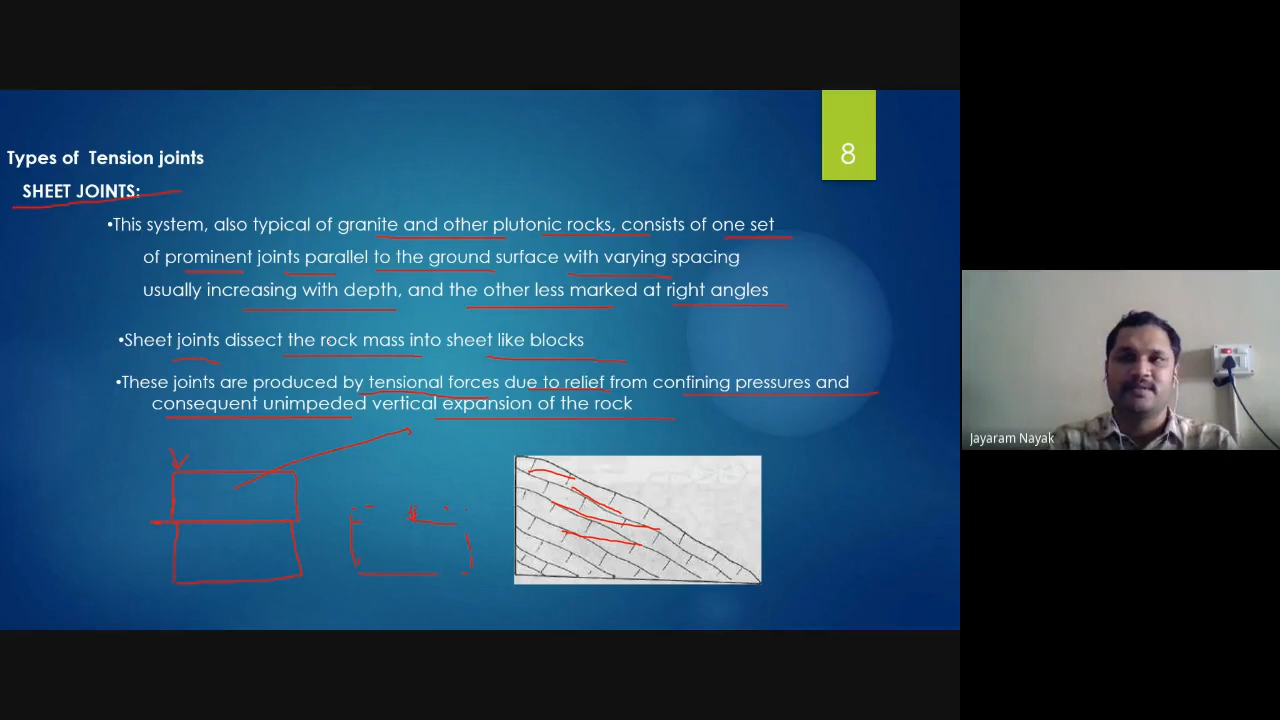 8
Types of Tension joints
SHEET JOINTS:
•This system, also typical of granite and other plutonic rocks, consists of one set
of prominent joints parallel to the ground surface with varying spacing
usually increasing with depth, and the other less marked at right angles
•Sheet joints dissect the rock mass into sheet like blocks
•These joints are produced by tensional forces due to relief from confining pressures and
consequent unimpeded vertical expansion of the rock
Jayaram Nayak